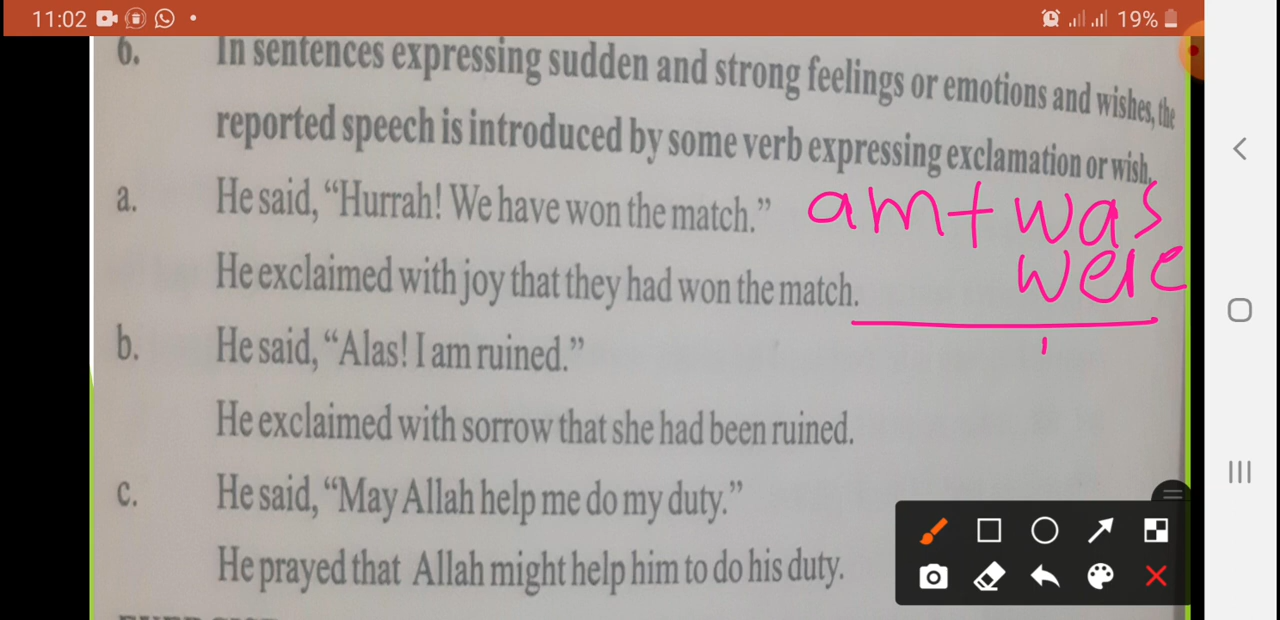 11:02
19%
6. In sentences expressing sudden and strong feelings or emotions and wishes, the
reported speech is introduced by some verb expressing exclamation or wish.
a. He said, “Hurrah! We have won the match.” am+ was
were
He exclaimed with joy that they had won the match.
b. He said, “Alas! I am ruined.”
He exclaimed with sorrow that she had been ruined.
c. He said, “May Allah help me do my duty.”
He prayed that Allah might help him to do his duty.